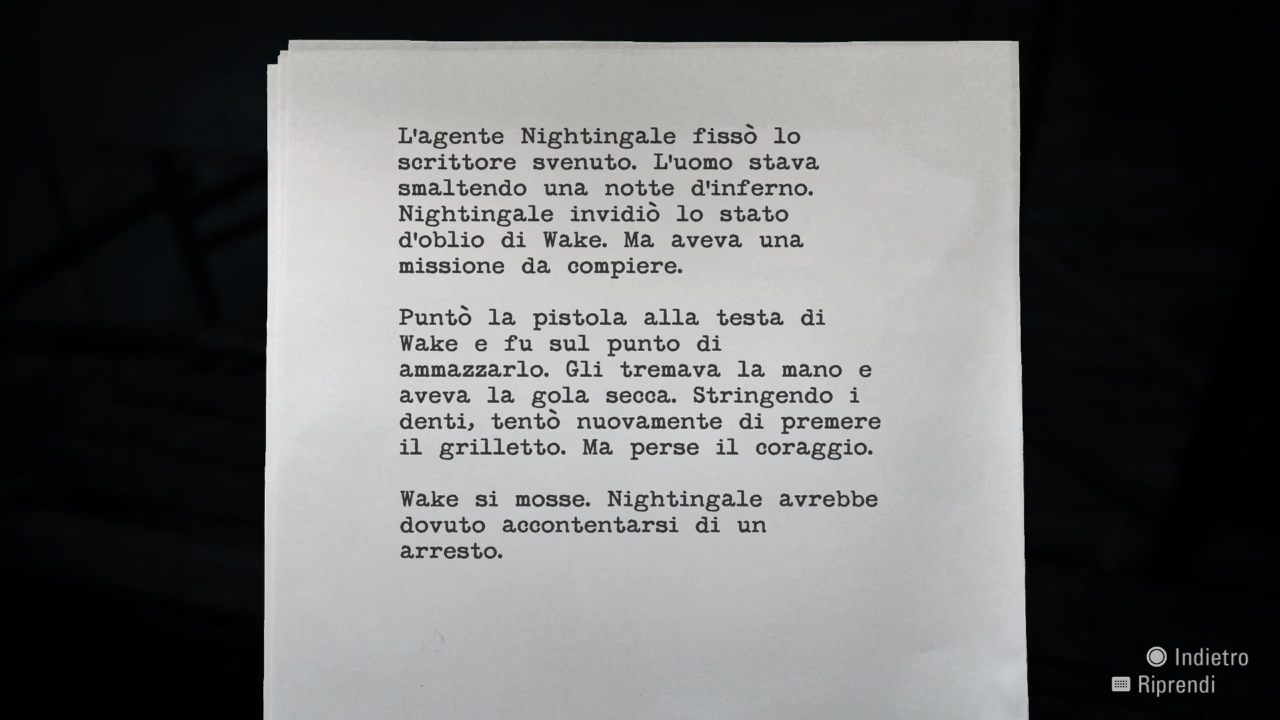 L'agente Nightingale fissò lo
scrittore svenuto. L'uomo stava
smaltendo una notte d'inferno.
Nightingale invidiò lo stato
d'oblio di Wake. Ma aveva una
missione da compiere.
Puntò la pistola alla testa di
Wake e fu sul punto di
ammazzarlo. Gli tremava la mano e
aveva la gola secca. Stringendo i
denti, tentò nuovamente di premere
il grilletto. Ma perse il coraggio.
Wake si mosse. Nightingale avrebbe
dovuto accontentarsi di un
arresto.
Indietro
Riprendi